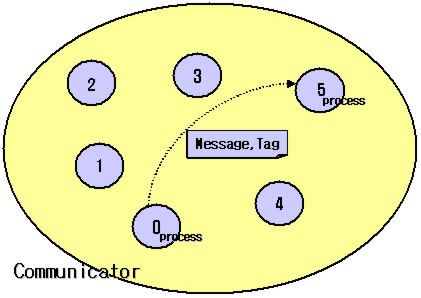 2
3
5
process
Message,Tag
1
4
0
process
Communicator